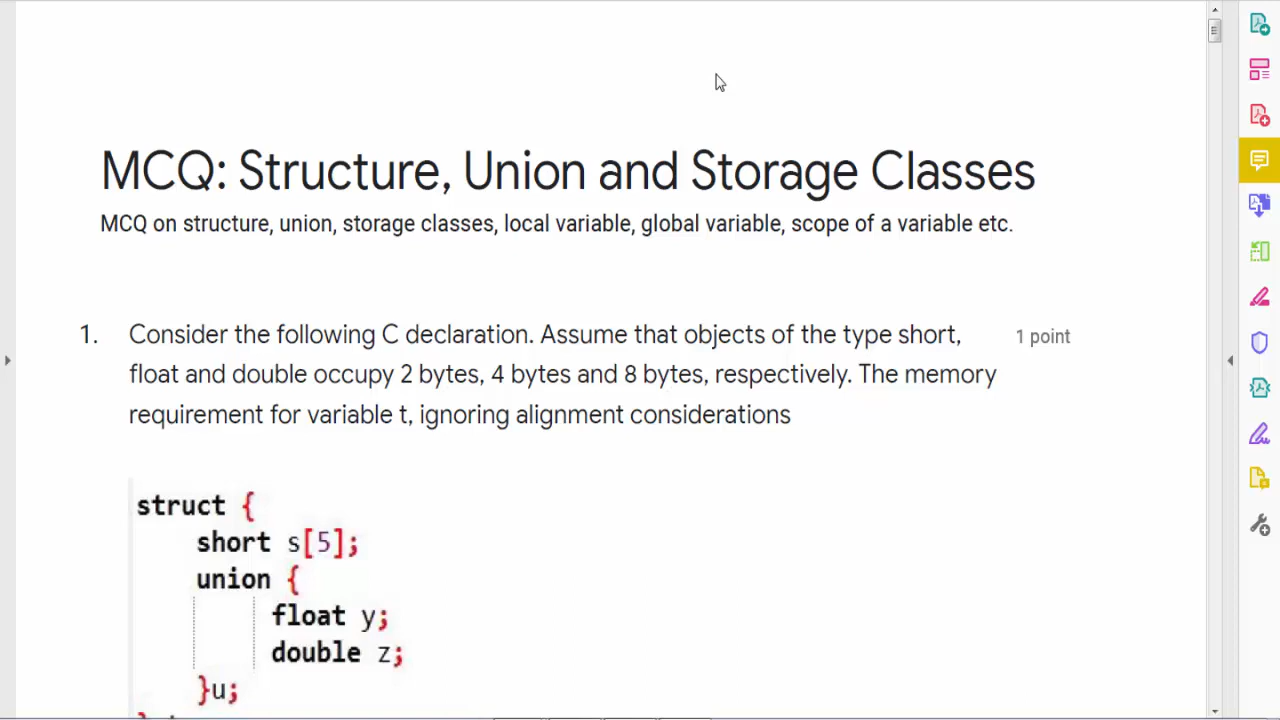 MCQ: Structure, Union and Storage Classes
MCQ on structure, union, storage classes, local variable, global variable, scope of a variable etc.
1. Consider the following C declaration. Assume that objects of the type short, 1 point
float and double occupy 2 bytes, 4 bytes and 8 bytes, respectively. The memory
requirement for variable t, ignoring alignment considerations
struct {
short s[5];
union {
float y;
double z;
}u;